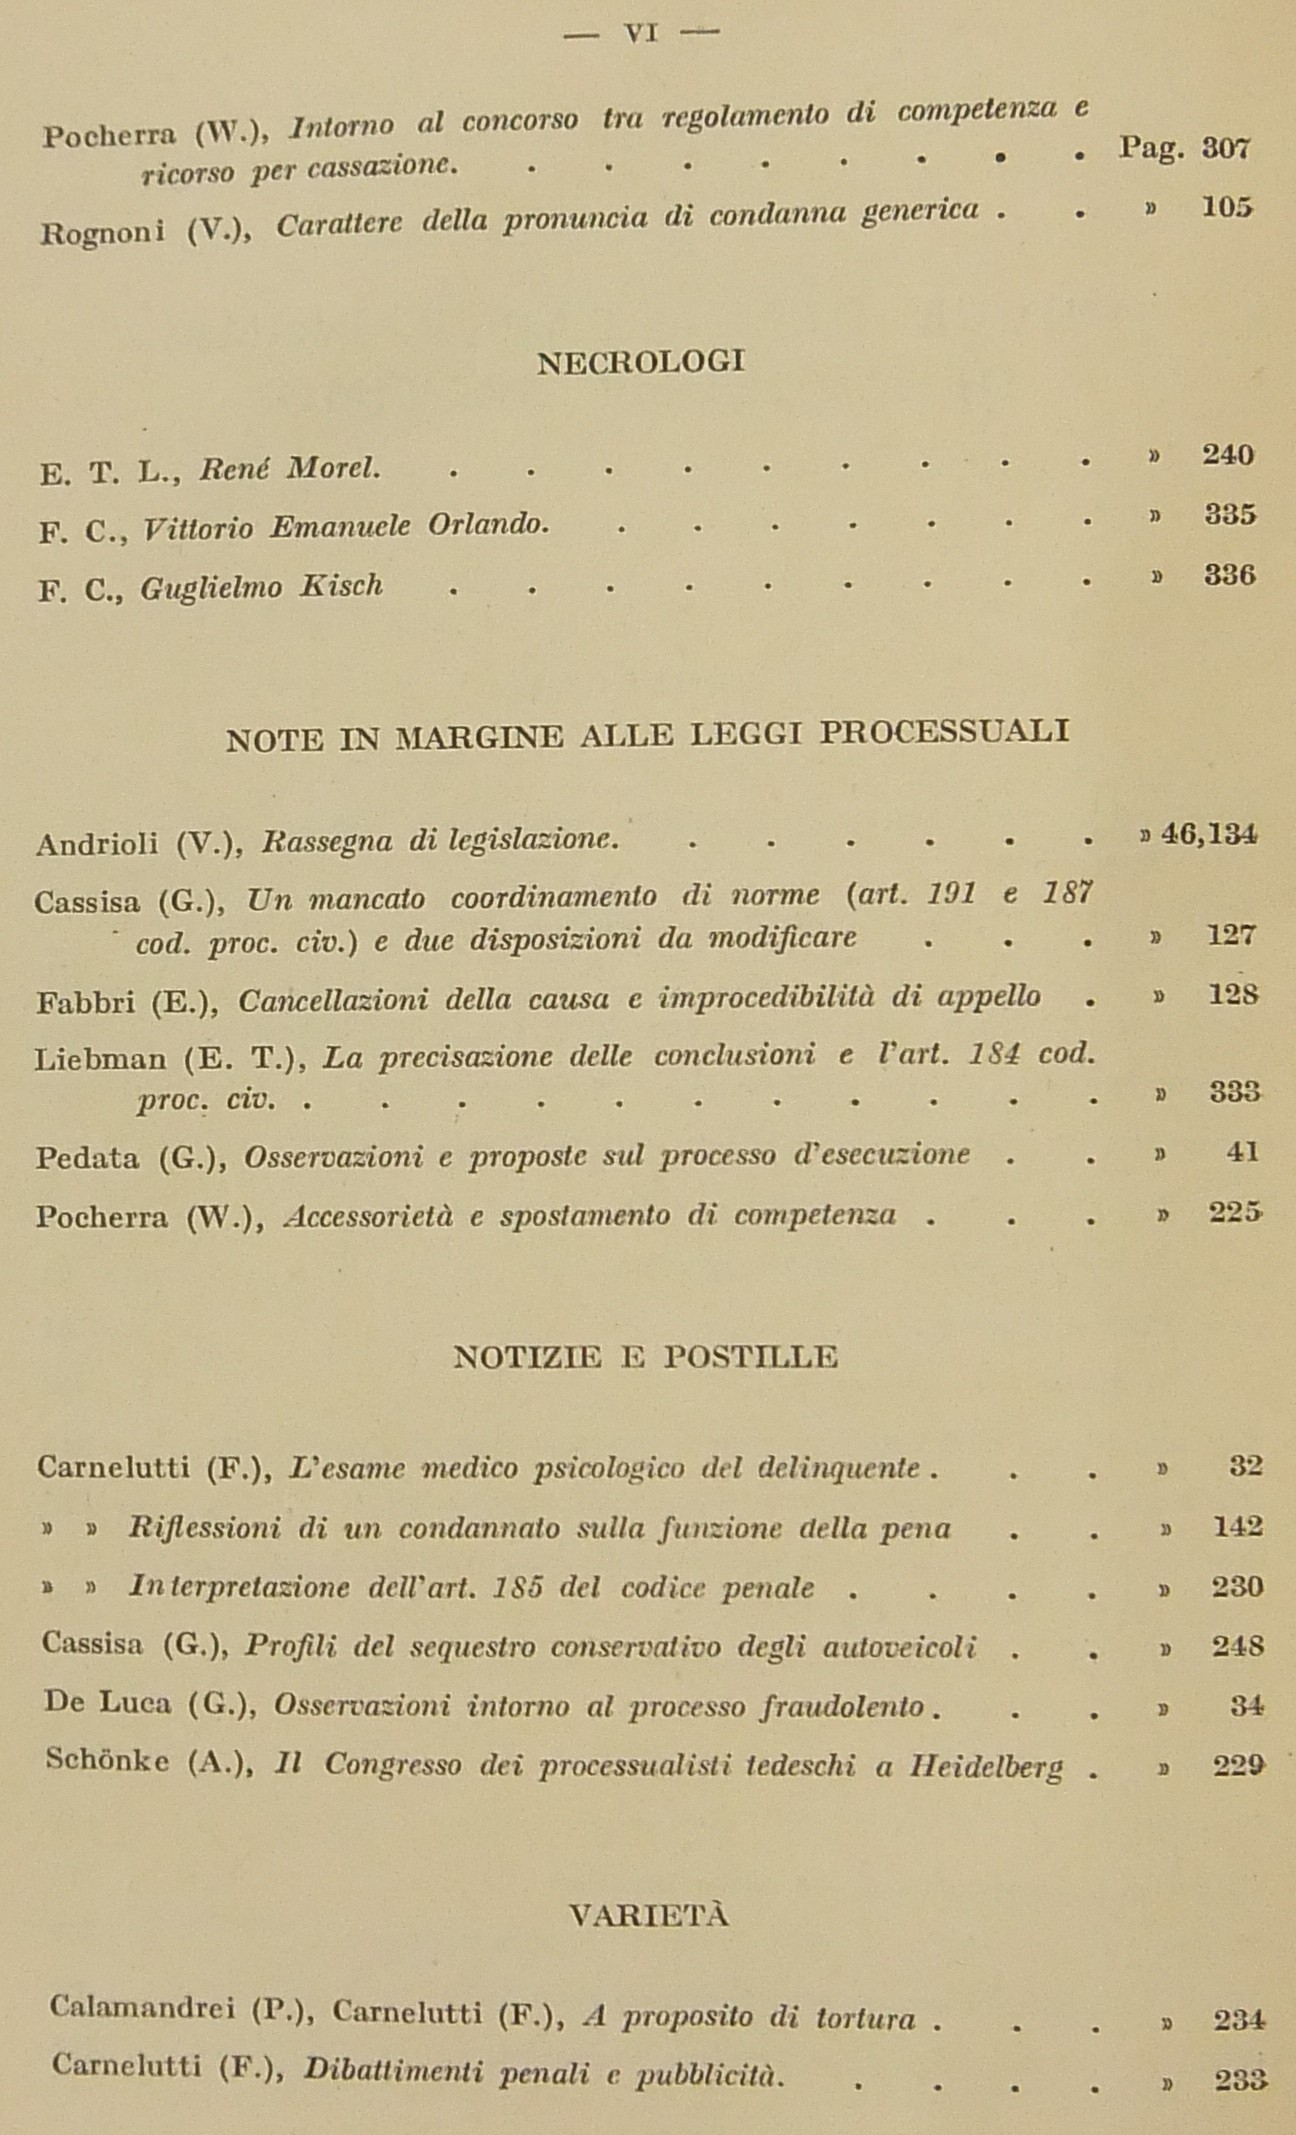 — VI —
Pocherra (W.), Intorno al concorso tra regolamento di competenza e
ricorso per cassazione. . . . . . . . . Pag. 307
Rognoni (V.), Carattere della pronuncia di condanna generica . . » 105
NECROLOGI
E. T. L., René Morel. . . . . . . . . . » 240
F. C., Vittorio Emanuele Orlando. . . . . . . . » 335
F. C., Guglielmo Kisch . . . . . . . . . » 336
NOTE IN MARGINE ALLE LEGGI PROCESSUALI
Andrioli (V.), Rassegna di legislazione. . . . . . . » 46,134
Cassisa (G.), Un mancato coordinamento di norme (art. 191 e 187
cod. proc. civ.) e due disposizioni da modificare . . . » 127
Fabbri (E.), Cancellazioni della causa e improcedibilità di appello . » 128
Liebman (E. T.), La precisazione delle conclusioni e l'art. 184 cod.
proc. civ. . . . . . . . . . . . » 333
Pedata (G.), Osservazioni e proposte sul processo d'esecuzione . . » 41
Pocherra (W.), Accessorietà e spostamento di competenza . . . » 225
NOTIZIE E POSTILLE
Carnelutti (F.), L'esame medico psicologico del delinquente . . . » 32
» » Riflessioni di un condannato sulla funzione della pena . . » 142
» » Interpretazione dell'art. 185 del codice penale . . . . » 230
Cassisa (G.), Profili del sequestro conservativo degli autoveicoli . . » 248
De Luca (G.), Osservazioni intorno al processo fraudolento . . . » 34
Schönke (A.), Il Congresso dei processualisti tedeschi a Heidelberg . » 229
VARIETÀ
Calamandrei (P.), Carnelutti (F.), A proposito di tortura . . . » 234
Carnelutti (F.), Dibattimenti penali e pubblicità. . . . . » 233